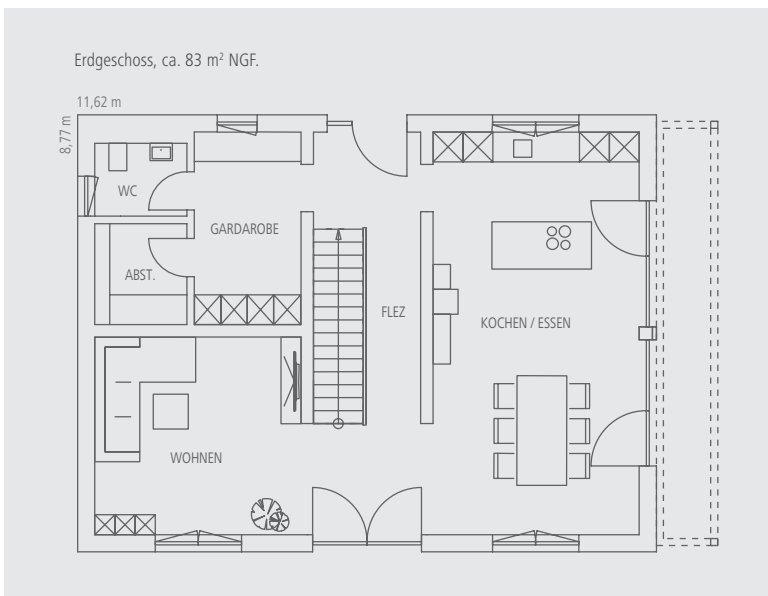 Erdgeschoss, ca. 83 m² NGF.
11,62 m
8,77 m
WC
GARDAROBE
ABST.
FLEZ
KOCHEN / ESSEN
WOHNEN